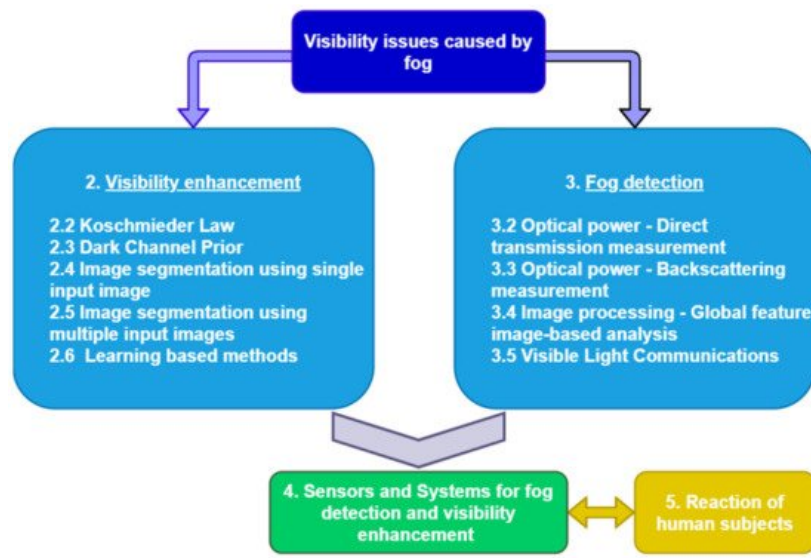 Visibility issues caused by
fog
2. Visibility enhancement
2.2 Koschmieder Law
2.3 Dark Channel Prior
2.4 Image segmentation using single
input image
2.5 Image segmentation using
multiple input images
2.6 Learning based methods
3. Fog detection
3.2 Optical power - Direct
transmission measurement
3.3 Optical power - Backscattering
measurement
3.4 Image processing - Global feature
image-based analysis
3.5 Visible Light Communications
4. Sensors and Systems for fog
detection and visibility
enhancement
5. Reaction of
human subjects